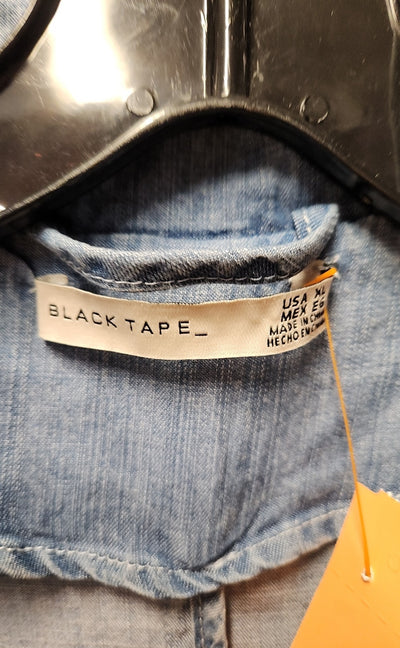 BLACK TAPE_
USA XL
MEX EG
MADE IN CHINA
HECHO EN CHINA